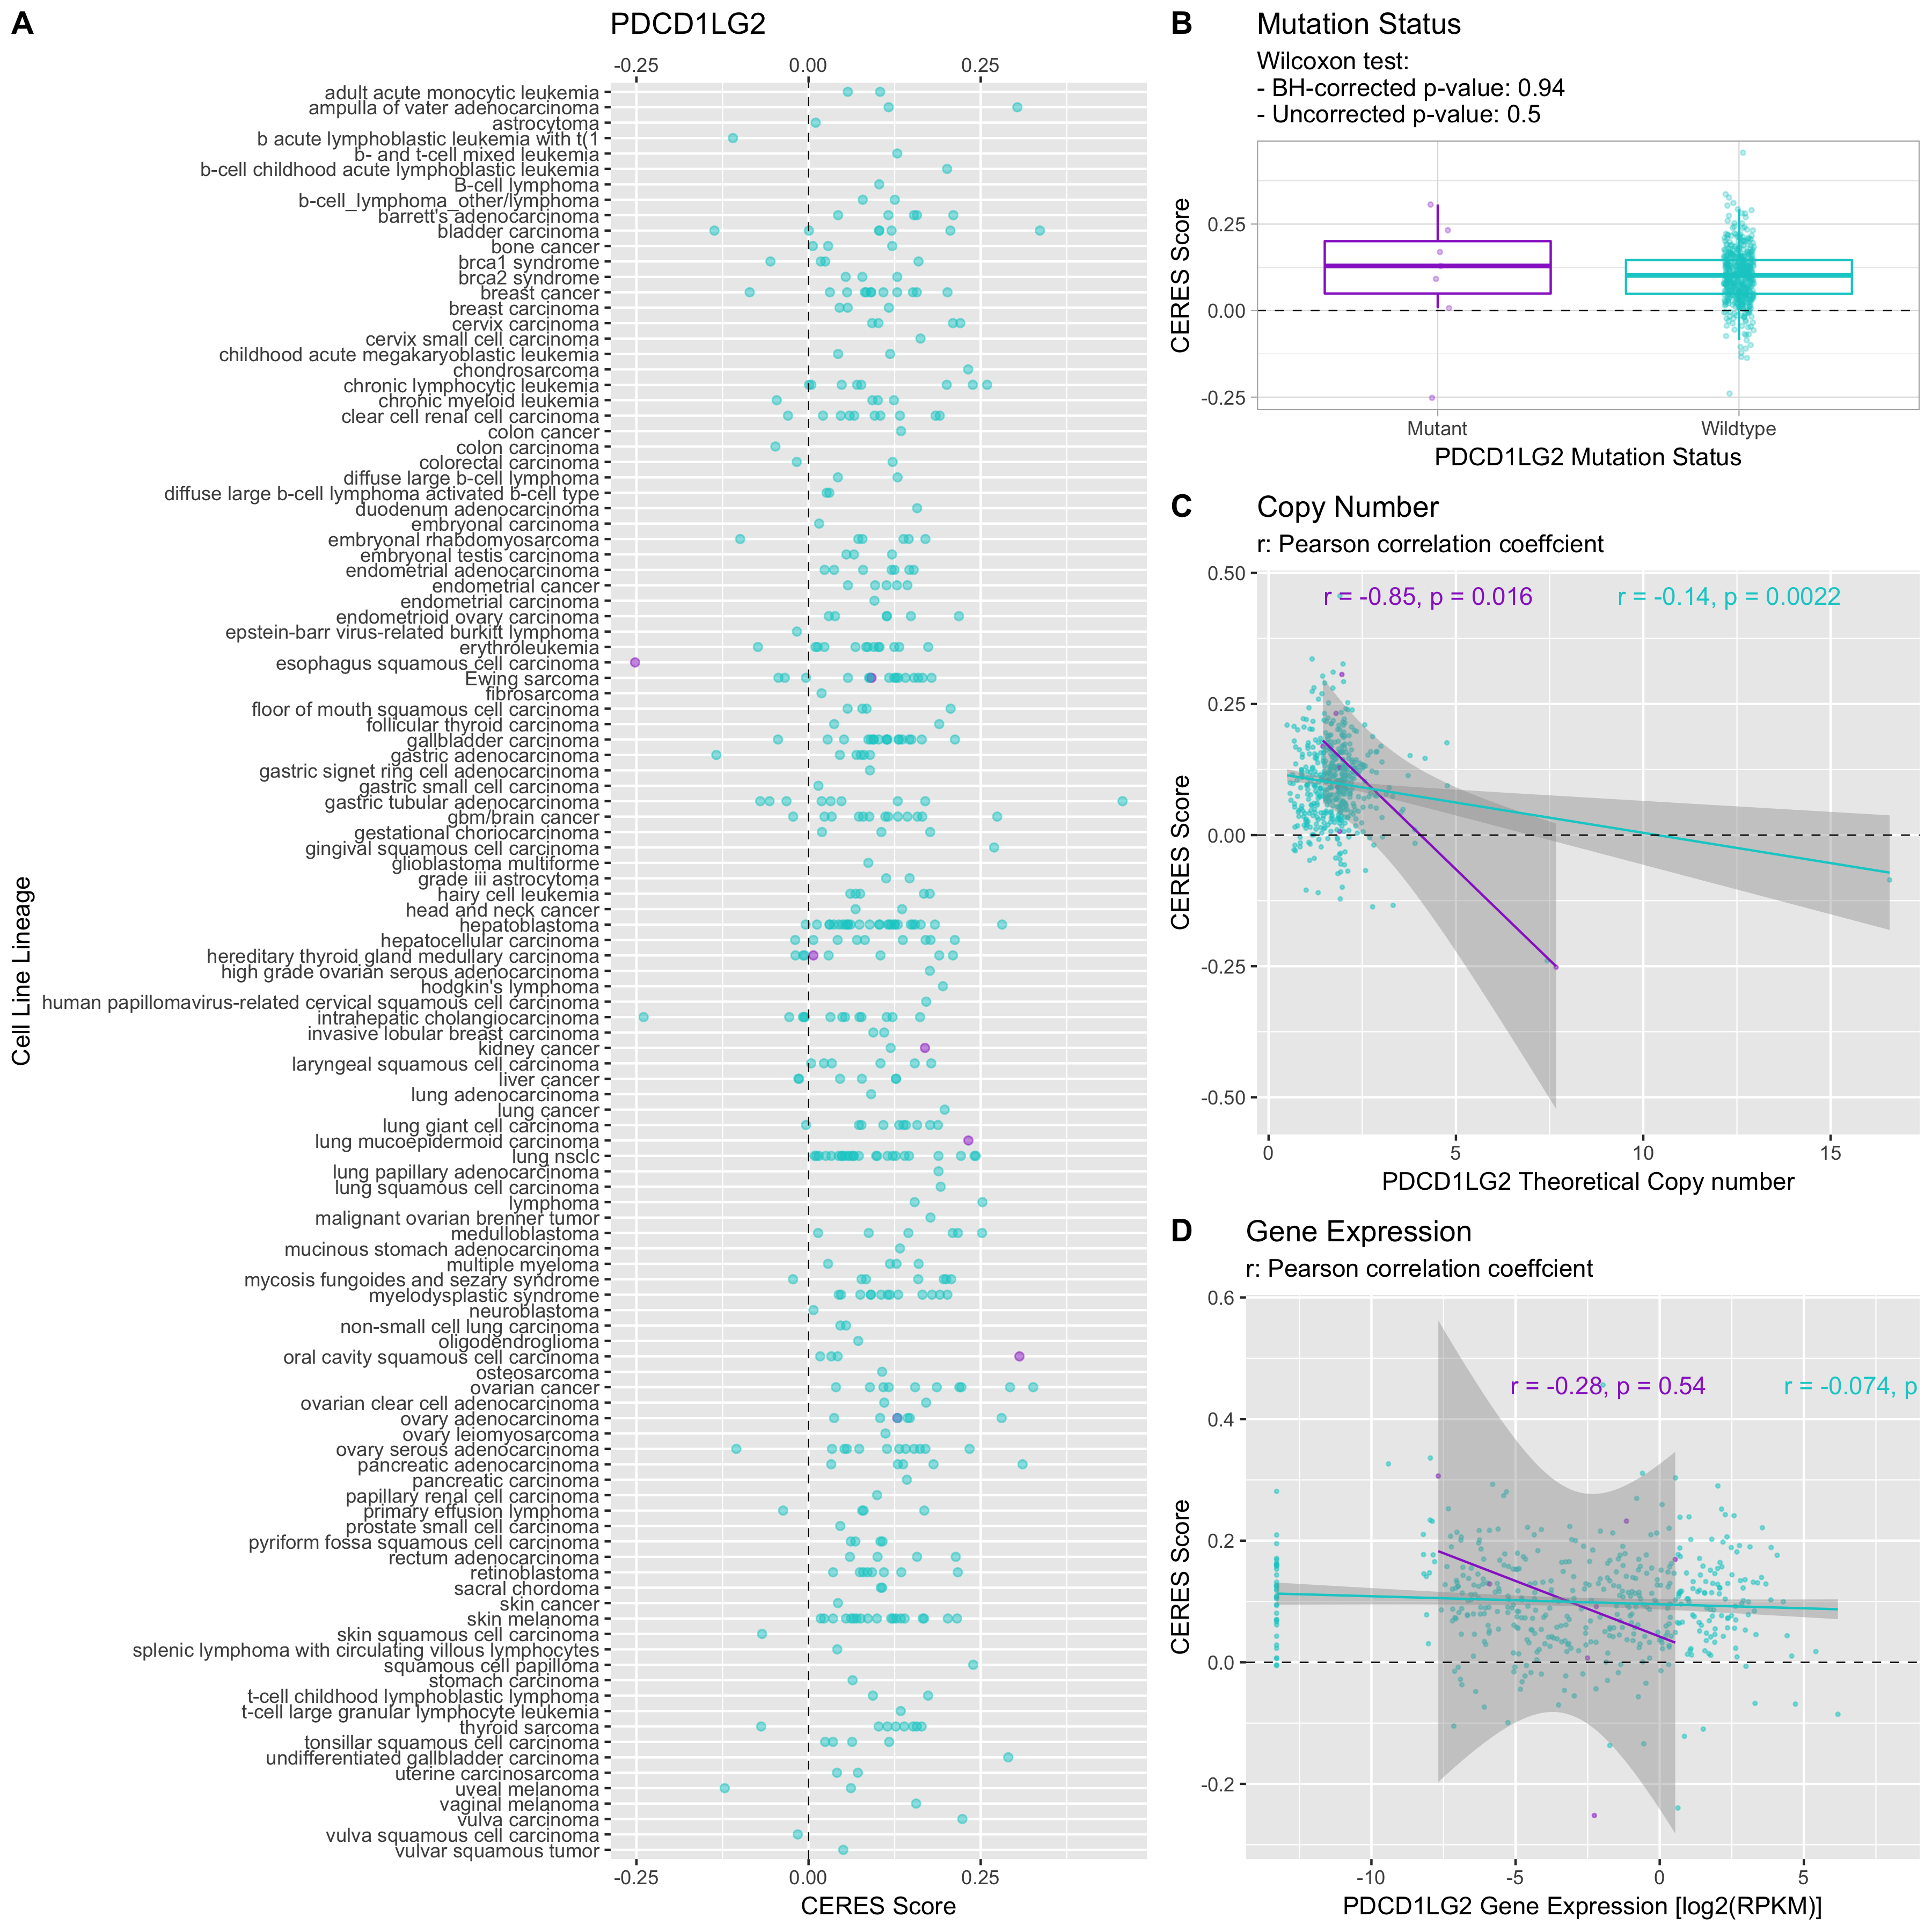 A
PDCD1LG2
-0.25 0.00 0.25
adult acute monocytic leukemia
ampulla of vater adenocarcinoma
astrocytoma
b acute lymphoblastic leukemia with t(1
b- and t-cell mixed leukemia
b-cell childhood acute lymphoblastic leukemia
B-cell lymphoma
b-cell_lymphoma_other/lymphoma
barrett's adenocarcinoma
bladder carcinoma
bone cancer
brca1 syndrome
brca2 syndrome
breast cancer
breast carcinoma
cervix carcinoma
cervix small cell carcinoma
childhood acute megakaryoblastic leukemia
chondrosarcoma
chronic lymphocytic leukemia
chronic myeloid leukemia
clear cell renal cell carcinoma
colon cancer
colon carcinoma
colorectal carcinoma
diffuse large b-cell lymphoma
diffuse large b-cell lymphoma activated b-cell type
duodenum adenocarcinoma
embryonal carcinoma
embryonal rhabdomyosarcoma
embryonal testis carcinoma
endometrial adenocarcinoma
endometrial cancer
endometrial carcinoma
endometrioid ovary carcinoma
epstein-barr virus-related burkitt lymphoma
erythroleukemia
esophagus squamous cell carcinoma
Ewing sarcoma
fibrosarcoma
floor of mouth squamous cell carcinoma
follicular thyroid carcinoma
gallbladder carcinoma
gastric adenocarcinoma
gastric signet ring cell adenocarcinoma
gastric small cell carcinoma
gastric tubular adenocarcinoma
gbm/brain cancer
gestational choriocarcinoma
gingival squamous cell carcinoma
glioblastoma multiforme
grade iii astrocytoma
hairy cell leukemia
head and neck cancer
hepatoblastoma
hepatocellular carcinoma
hereditary thyroid gland medullary carcinoma
high grade ovarian serous adenocarcinoma
hodgkin's lymphoma
human papillomavirus-related cervical squamous cell carcinoma
intrahepatic cholangiocarcinoma
invasive lobular breast carcinoma
kidney cancer
laryngeal squamous cell carcinoma
liver cancer
lung adenocarcinoma
lung cancer
lung giant cell carcinoma
lung mucoepidermoid carcinoma
lung nsclc
lung papillary adenocarcinoma
lung squamous cell carcinoma
lymphoma
malignant ovarian brenner tumor
medulloblastoma
mucinous stomach adenocarcinoma
multiple myeloma
mycosis fungoides and sezary syndrome
myelodysplastic syndrome
neuroblastoma
non-small cell lung carcinoma
oligodendroglioma
oral cavity squamous cell carcinoma
osteosarcoma
ovarian cancer
ovarian clear cell adenocarcinoma
ovary adenocarcinoma
ovary leiomyosarcoma
ovary serous adenocarcinoma
pancreatic adenocarcinoma
pancreatic carcinoma
papillary renal cell carcinoma
primary effusion lymphoma
prostate small cell carcinoma
pyriform fossa squamous cell carcinoma
rectum adenocarcinoma
retinoblastoma
sacral chordoma
skin cancer
skin melanoma
skin squamous cell carcinoma
splenic lymphoma with circulating villous lymphocytes
squamous cell papilloma
stomach carcinoma
t-cell childhood lymphoblastic lymphoma
t-cell large granular lymphocyte leukemia
thyroid sarcoma
tonsillar squamous cell carcinoma
undifferentiated gallbladder carcinoma
uterine carcinosarcoma
uveal melanoma
vaginal melanoma
vulva carcinoma
vulva squamous cell carcinoma
vulvar squamous tumor
-0.25 0.00 0.25
CERES Score
Cell Line Lineage
B
Mutation Status
Wilcoxon test:
- BH-corrected p-value: 0.94
- Uncorrected p-value: 0.5
CERES Score
0.25
0.00
-0.25
Mutant Wildtype
PDCD1LG2 Mutation Status
C
Copy Number
r: Pearson correlation coeffcient
r = -0.85, p = 0.016 r = -0.14, p = 0.0022
CERES Score
0.50
0.25
0.00
-0.25
-0.50
0 5 10 15
PDCD1LG2 Theoretical Copy number
D
Gene Expression
r: Pearson correlation coeffcient
r = -0.28, p = 0.54 r = -0.074, p
CERES Score
0.6
0.4
0.2
0.0
-0.2
-10 -5 0 5
PDCD1LG2 Gene Expression [log2(RPKM)]